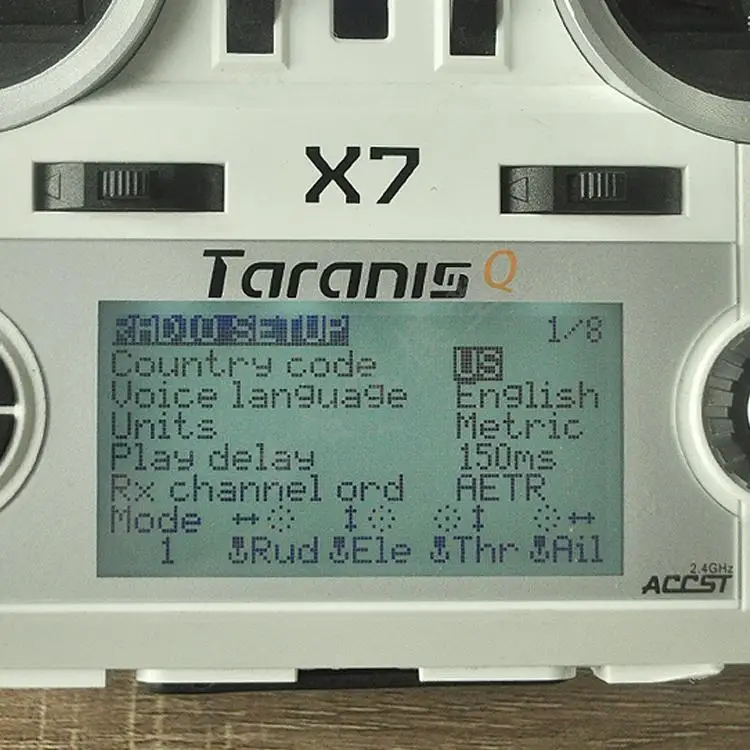 X7
Taranis Q
RADIO SETUP 1/8
Country code US
Voice language English
Units Metric
Play delay 150ms
Rx channel ord AETR
Mode
1 Rud Ele Thr Ail
2.4GHz
ACCST